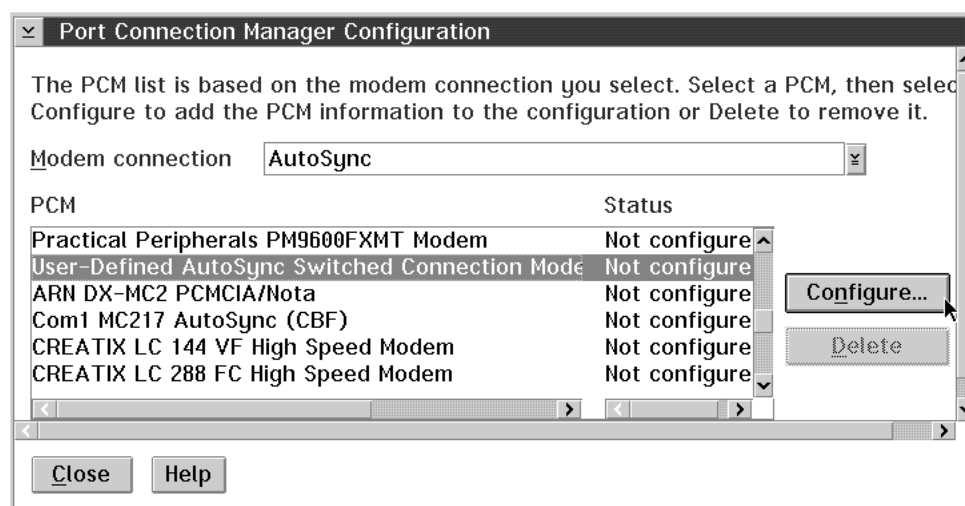 Port Connection Manager Configuration
The PCM list is based on the modem connection you select. Select a PCM, then selec
Configure to add the PCM information to the configuration or Delete to remove it.
Modem connection AutoSync
PCM Status
Practical Peripherals PM9600FXMT Modem Not configure
User-Defined AutoSync Switched Connection Mode Not configure
ARN DX-MC2 PCMCIA/Nota Not configure
Configure...
Com1 MC217 AutoSync (CBF) Not configure
CREATIX LC 144 VF High Speed Modem Not configure
Delete
CREATIX LC 288 FC High Speed Modem Not configure
Close Help